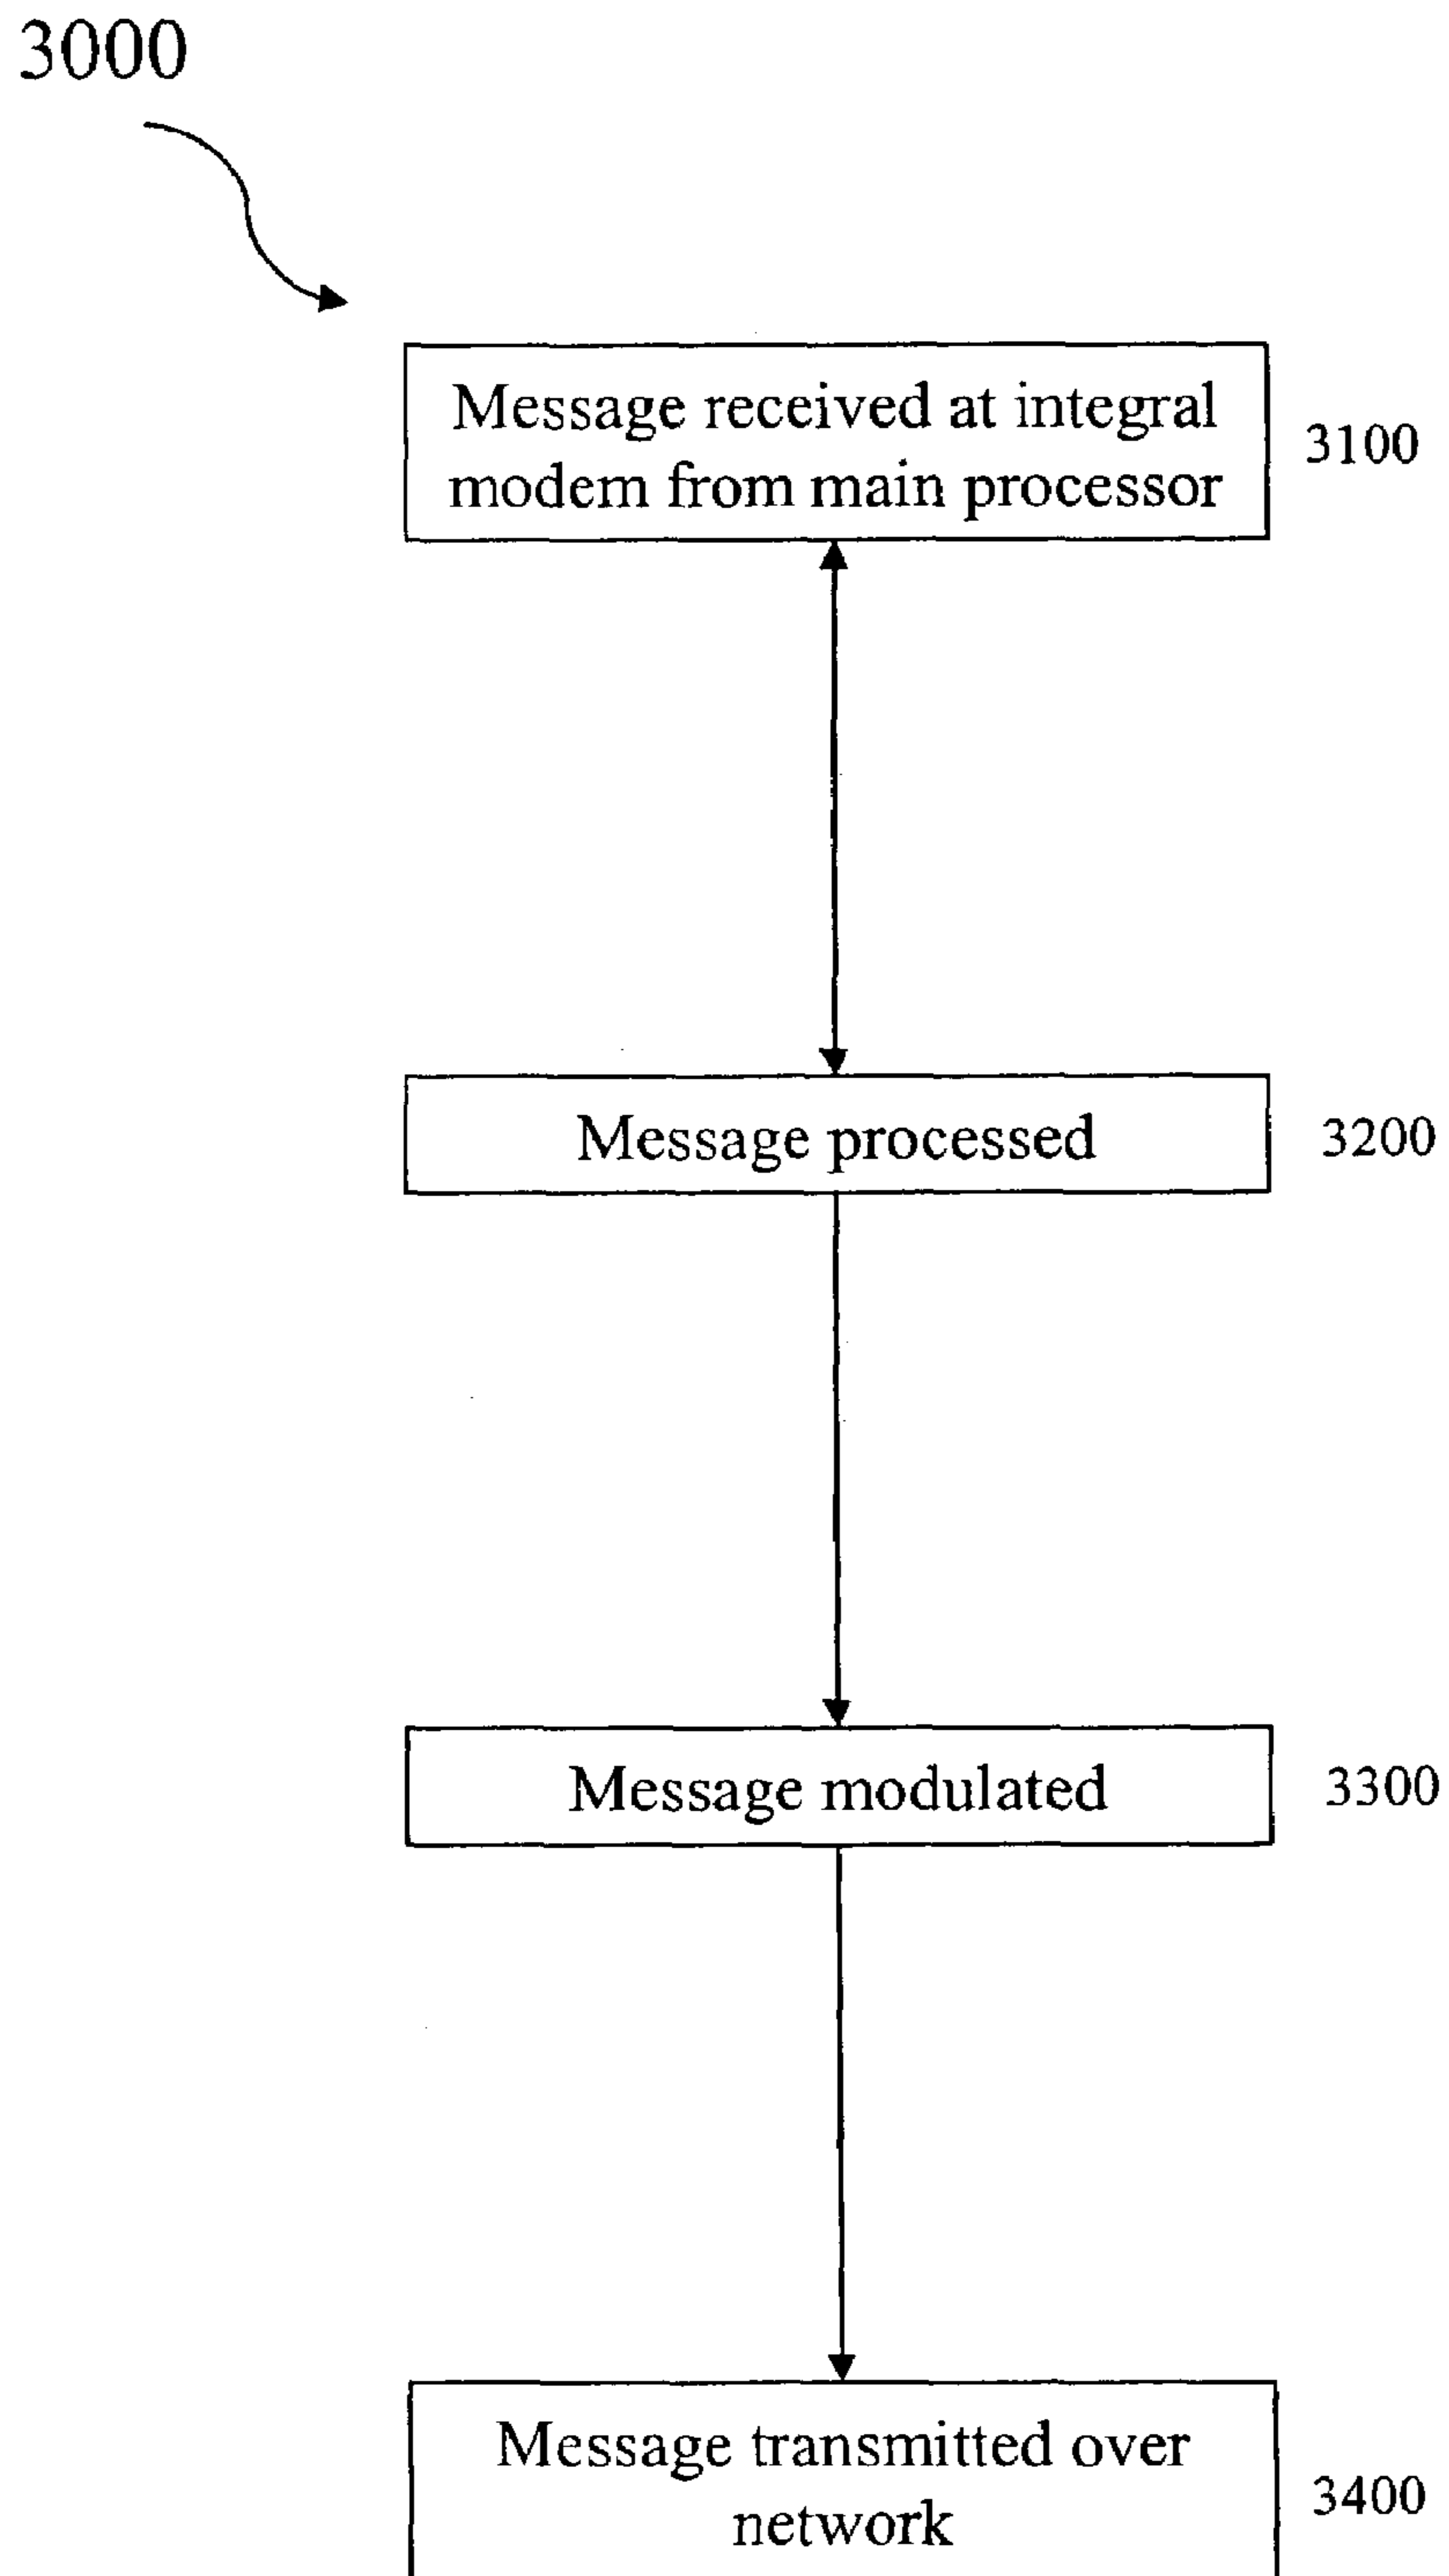 3000
Message received at integral
modem from main processor
3100
Message processed
3200
Message modulated
3300
Message transmitted over
network
3400